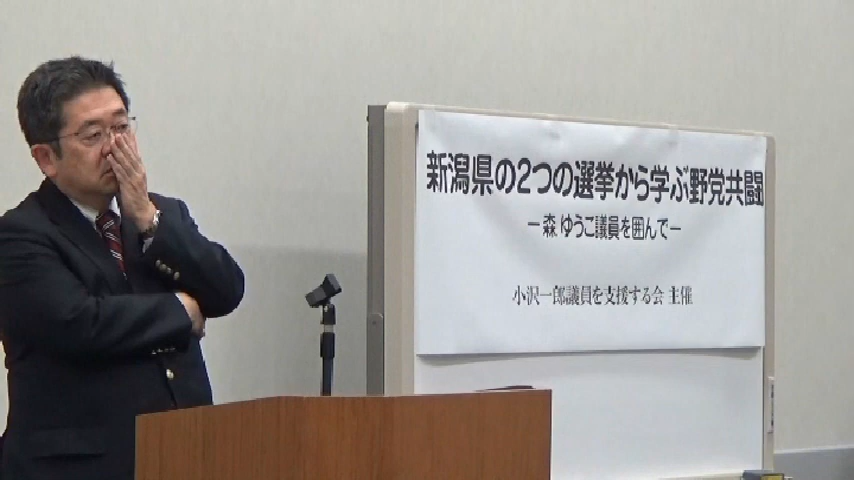 新潟県の2つの選挙から学ぶ野党共闘
－森 ゆうこ議員を囲んで－
小沢一郎議員を支援する会 主催